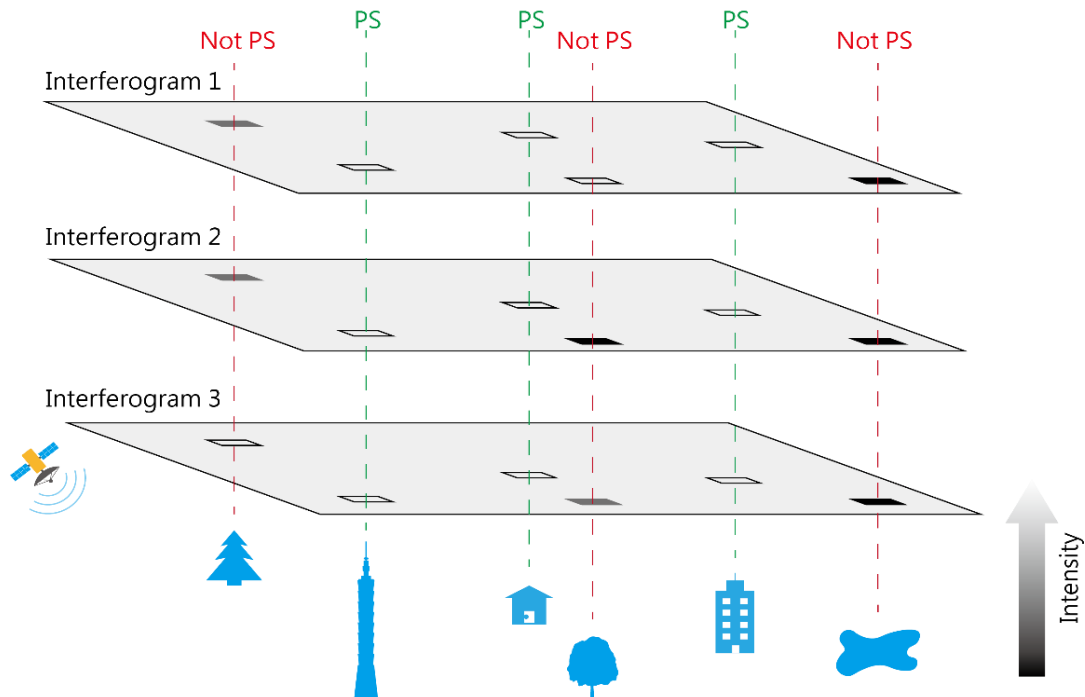 PS
PS
PS
Not PS
Not PS
Not PS
Interferogram 1
Interferogram 2
Interferogram 3
Intensity